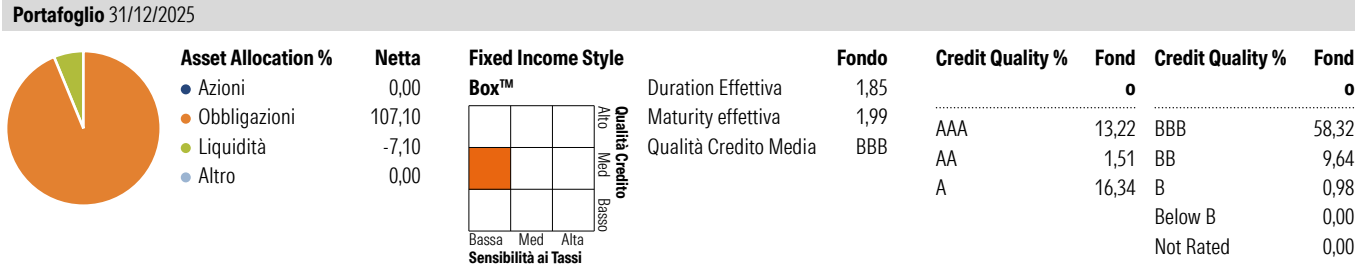 Portafoglio 31/12/2025
Asset Allocation % Netta
Azioni 0,00
Obbligazioni 107,10
Liquidità -7,10
Altro 0,00
Fixed Income Style
Box™
Alto Med Basso
Qualità Credito
Bassa Med Alta
Sensibilità ai Tassi
Fondo
Duration Effettiva 1,85
Maturity effettiva 1,99
Qualità Credito Media BBB
Credit Quality % Fond
o
AAA 13,22
AA 1,51
A 16,34
Credit Quality % Fond
o
BBB 58,32
BB 9,64
B 0,98
Below B 0,00
Not Rated 0,00